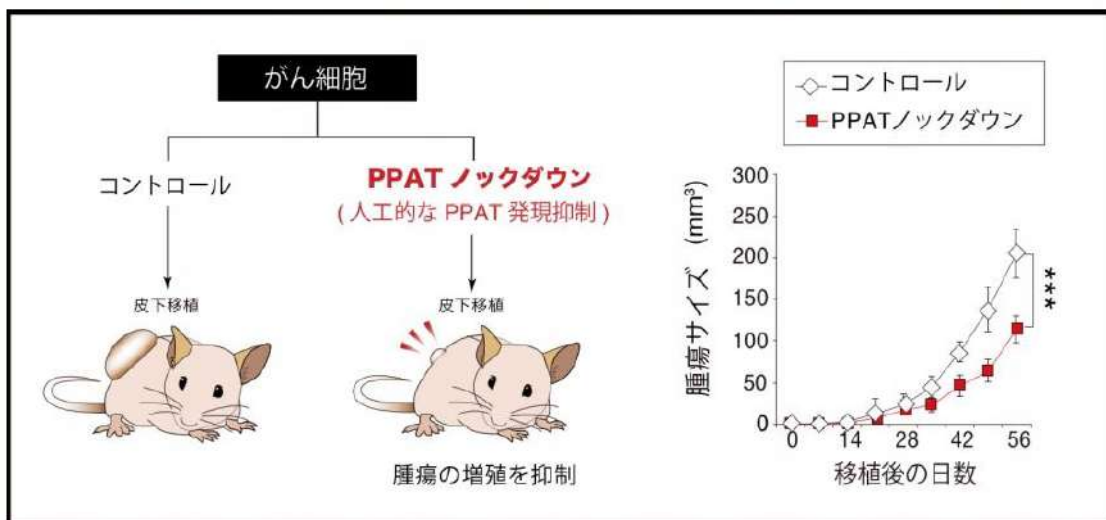 がん細胞
コントロール
PPAT ノックダウン
( 人工的な PPAT 発現抑制 )
皮下移植
皮下移植
腫瘍の増殖を抑制
コントロール
PPATノックダウン
腫瘍サイズ (mm³)
300
250
200
150
100
50
0
0 14 28 42 56
移植後の日数
***